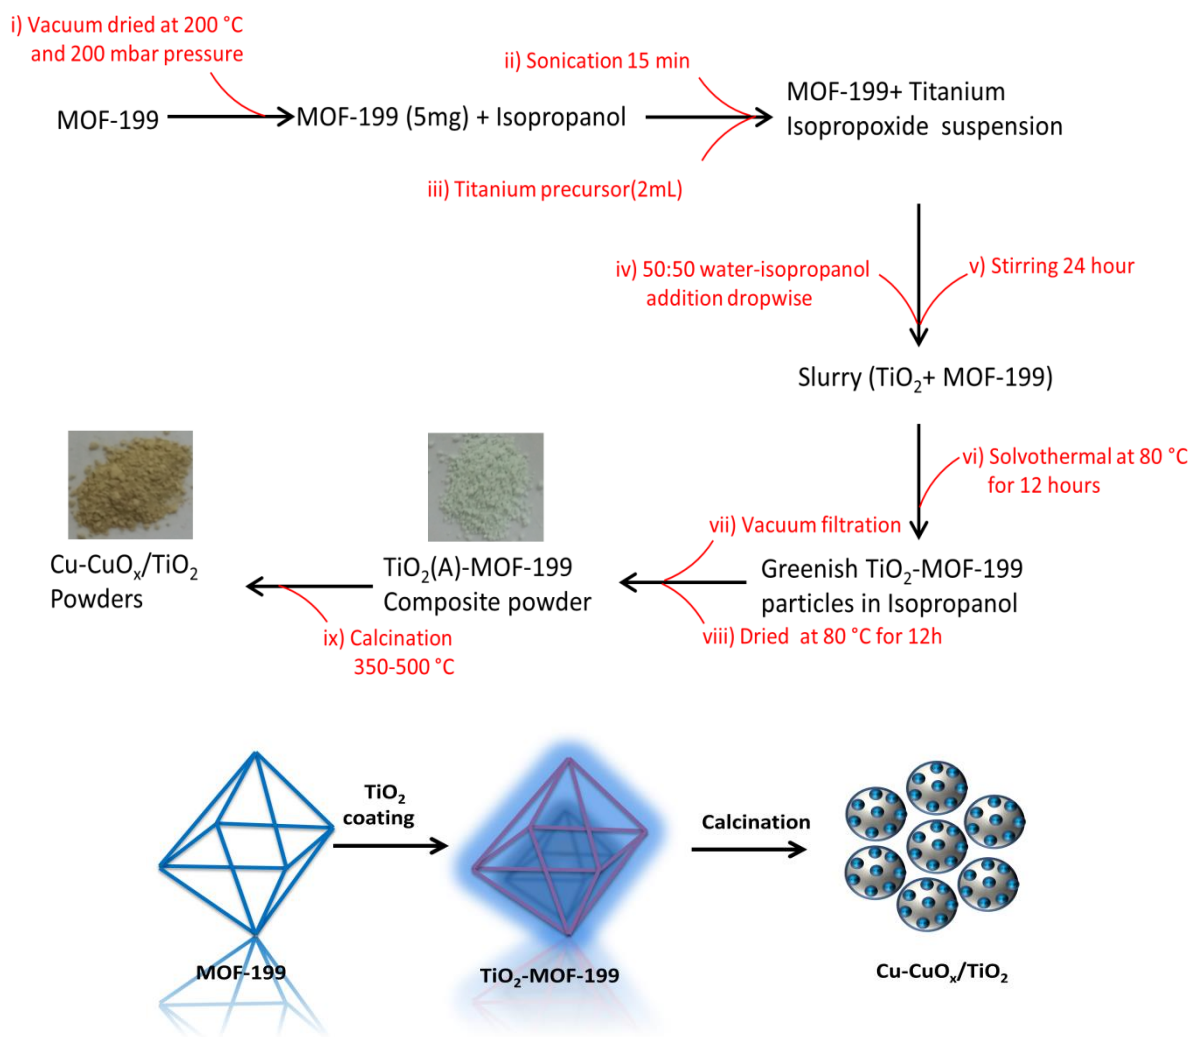 i) Vacuum dried at 200 °C
and 200 mbar pressure
ii) Sonication 15 min
MOF-199
MOF-199 (5mg) + Isopropanol
MOF-199+ Titanium
Isopropoxide suspension
iii) Titanium precursor(2mL)
iv) 50:50 water-isopropanol
addition dropwise
v) Stirring 24 hour
Slurry (TiO₂+ MOF-199)
vi) Solvothermal at 80 °C
for 12 hours
vii) Vacuum filtration
Greenish TiO₂-MOF-199
particles in Isopropanol
viii) Dried at 80 °C for 12h
TiO₂(A)-MOF-199
Composite powder
ix) Calcination
350-500 °C
Cu-CuOₓ/TiO₂
Powders
TiO₂
coating
Calcination
MOF-199
TiO₂-MOF-199
Cu-CuOₓ/TiO₂